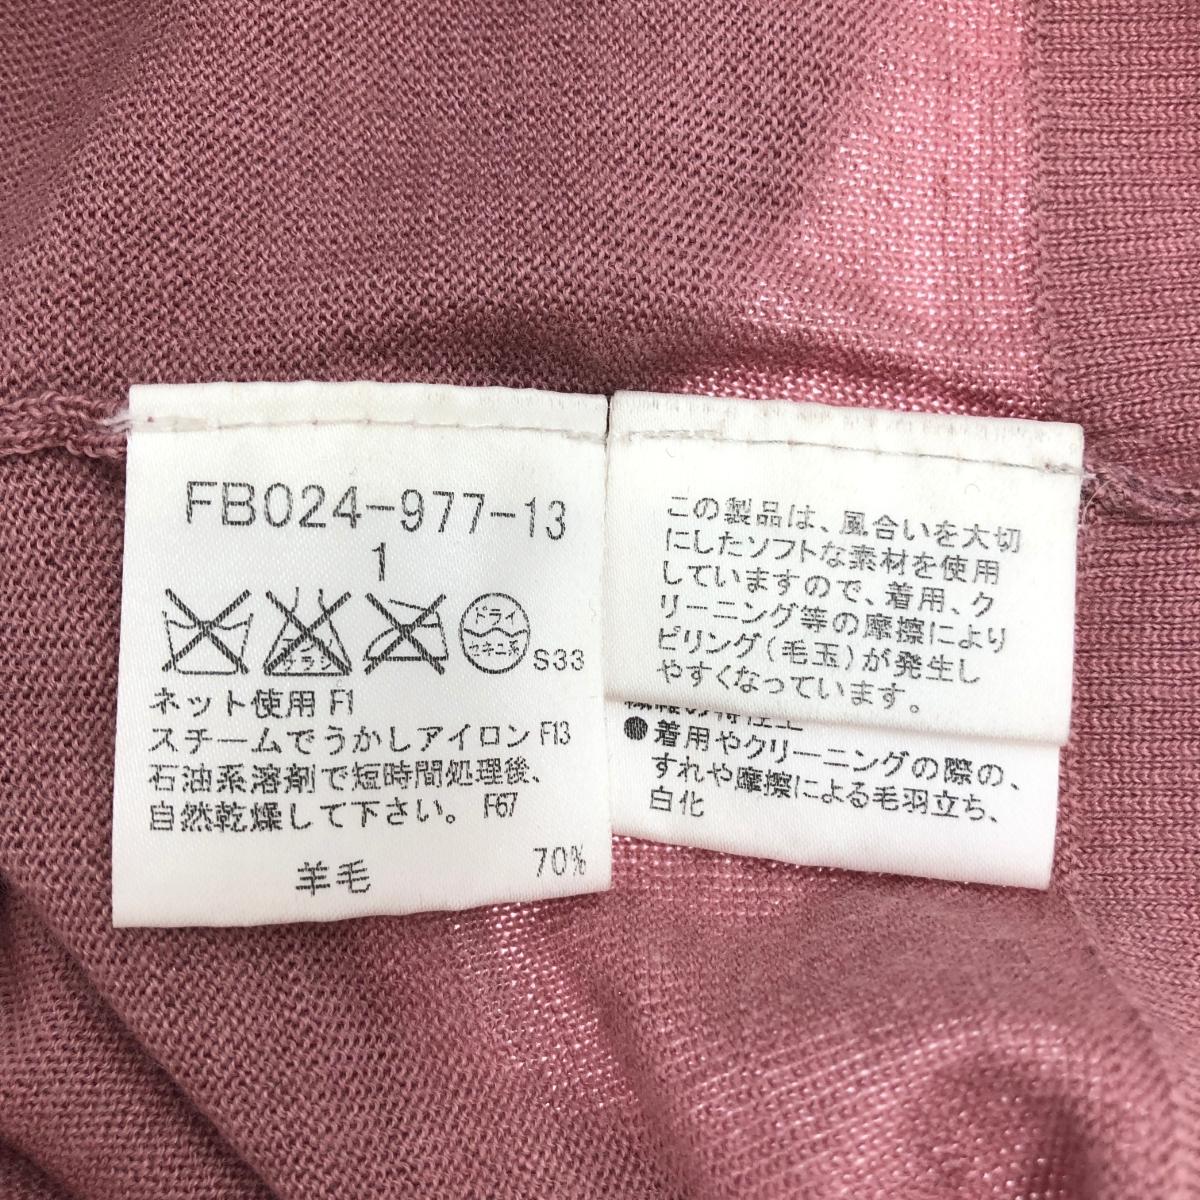 FB024-977-13
1
ドライ
セキユ系
S33
ネット使用 F1
スチームでうかしアイロン F13
石油系溶剤で短時間処理後、
自然乾燥して下さい。 F67
羊毛 70%
この製品は、風合いを大切
にしたソフトな素材を使用
していますので、着用、ク
リーニング等の摩擦により
ピリング(毛玉)が発生し
やすくなっています。
●着用やクリーニングの際の、
すれや摩擦による毛羽立ち、
白化